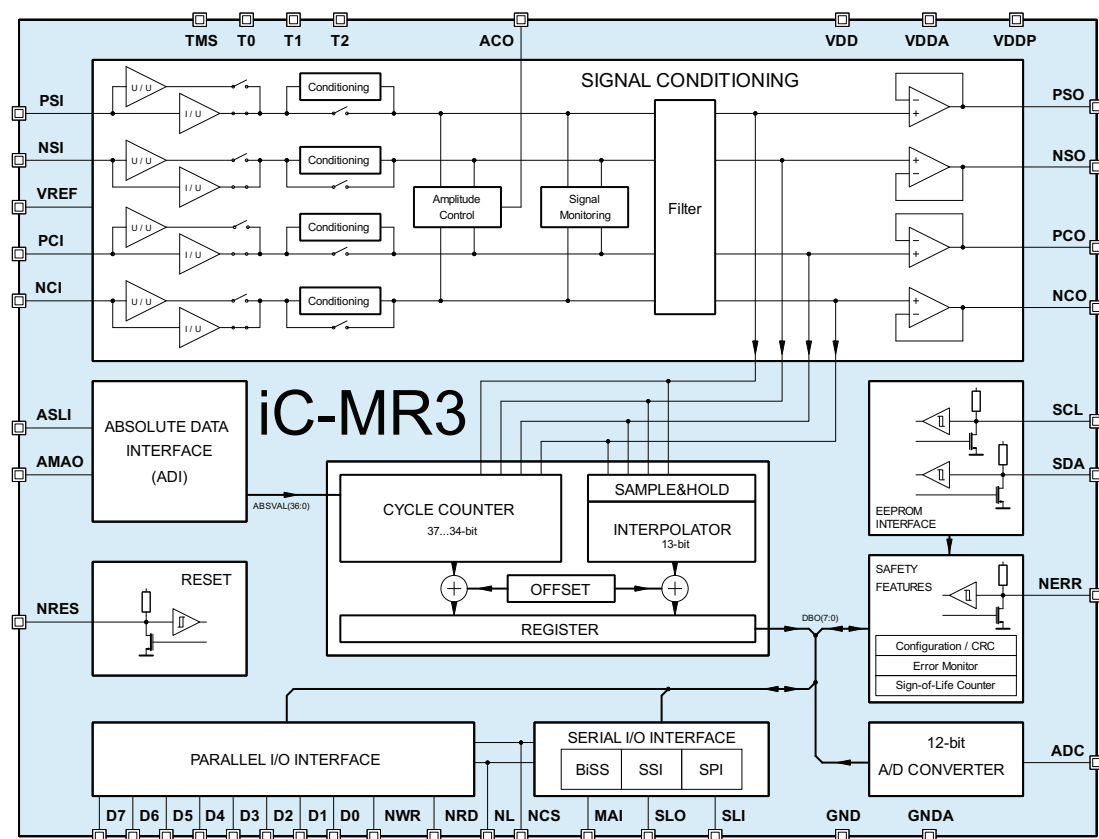 TMS T0 T1 T2 ACO VDD VDDA VDDP
SIGNAL CONDITIONING
PSI
NSI
VREF
PCI
NCI
U / U
I / U
Conditioning
U / U
I / U
Conditioning
U / U
I / U
Conditioning
U / U
I / U
Conditioning
Amplitude
Control
Signal
Monitoring
Filter
−
+
+
−
−
+
+
−
PSO
NSO
PCO
NCO
iC-MR3
ASLI
AMAO
ABSOLUTE DATA
INTERFACE
(ADI)
ABSVAL(36:0)
CYCLE COUNTER
37...34-bit
SAMPLE&HOLD
INTERPOLATOR
13-bit
OFFSET
REGISTER
DBO(7:0)
SCL
SDA
EEPROM
INTERFACE
NRES
RESET
SAFETY
FEATURES
NERR
Configuration / CRC
Error Monitor
Sign-of-Life Counter
PARALLEL I/O INTERFACE
SERIAL I/O INTERFACE
BiSS SSI SPI
12-bit
A/D CONVERTER
ADC
D7 D6 D5 D4 D3 D2 D1 D0 NWR NRD NL NCS MAI SLO SLI GND GNDA